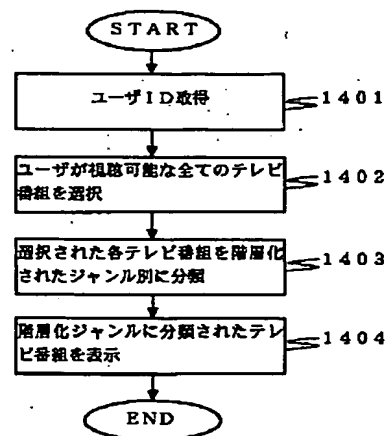 START
ユーザID取得
1401
ユーザが視聴可能な全てのテレビ
番組を選択
1402
選択された各テレビ番組を階層化
されたジャンル別に分類
1403
階層化ジャンルに分類されたテレ
ビ番組を表示
1404
END